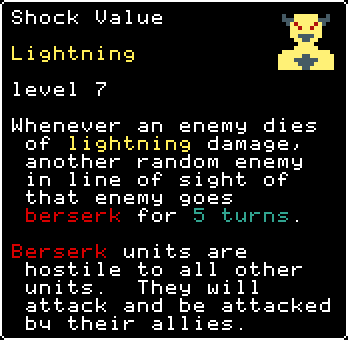 Shock Value
Lightning
level 7
Whenever an enemy dies
of lightning damage,
another random enemy
in line of sight of
that enemy goes
berserk for 5 turns.
Berserk units are
hostile to all other
units. They will
attack and be attacked
by their allies.